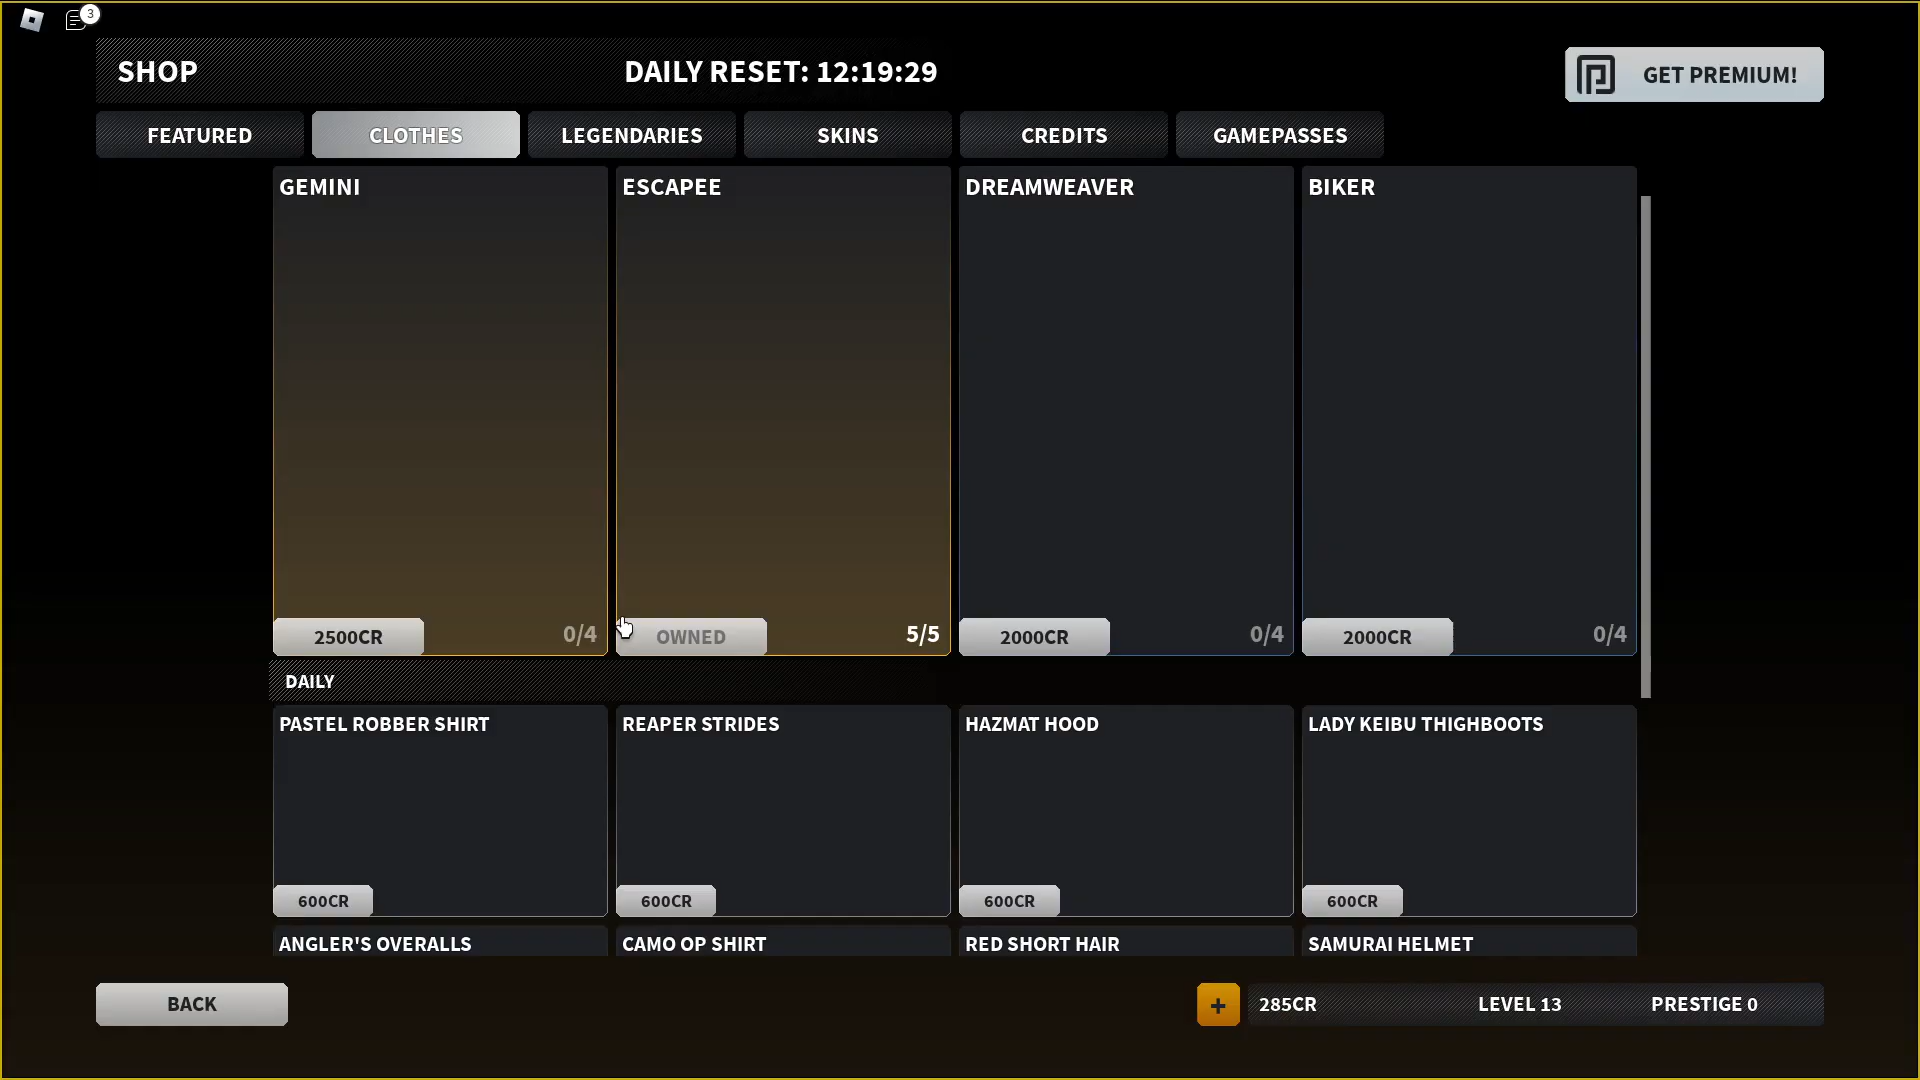 3
SHOP
DAILY RESET: 12:19:29
GET PREMIUM!
FEATURED
CLOTHES
LEGENDARIES
SKINS
CREDITS
GAMEPASSES
GEMINI
ESCAPEE
DREAMWEAVER
BIKER
2500CR
0/4
OWNED
5/5
2000CR
0/4
2000CR
0/4
DAILY
PASTEL ROBBER SHIRT
REAPER STRIDES
HAZMAT HOOD
LADY KEIBU THIGHBOOTS
600CR
600CR
600CR
600CR
ANGLER'S OVERALLS
CAMO OP SHIRT
RED SHORT HAIR
SAMURAI HELMET
BACK
+
285CR
LEVEL 13
PRESTIGE 0